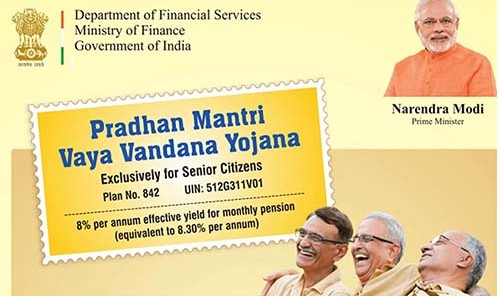 Department of Financial Services
Ministry of Finance
Government of India
Narendra Modi
Prime Minister
Pradhan Mantri
Vaya Vandana Yojana
Exclusively for Senior Citizens
Plan No. 842 UIN: 512G311V01
8% per annum effective yield for monthly pension
(equivalent to 8.30% per annum)